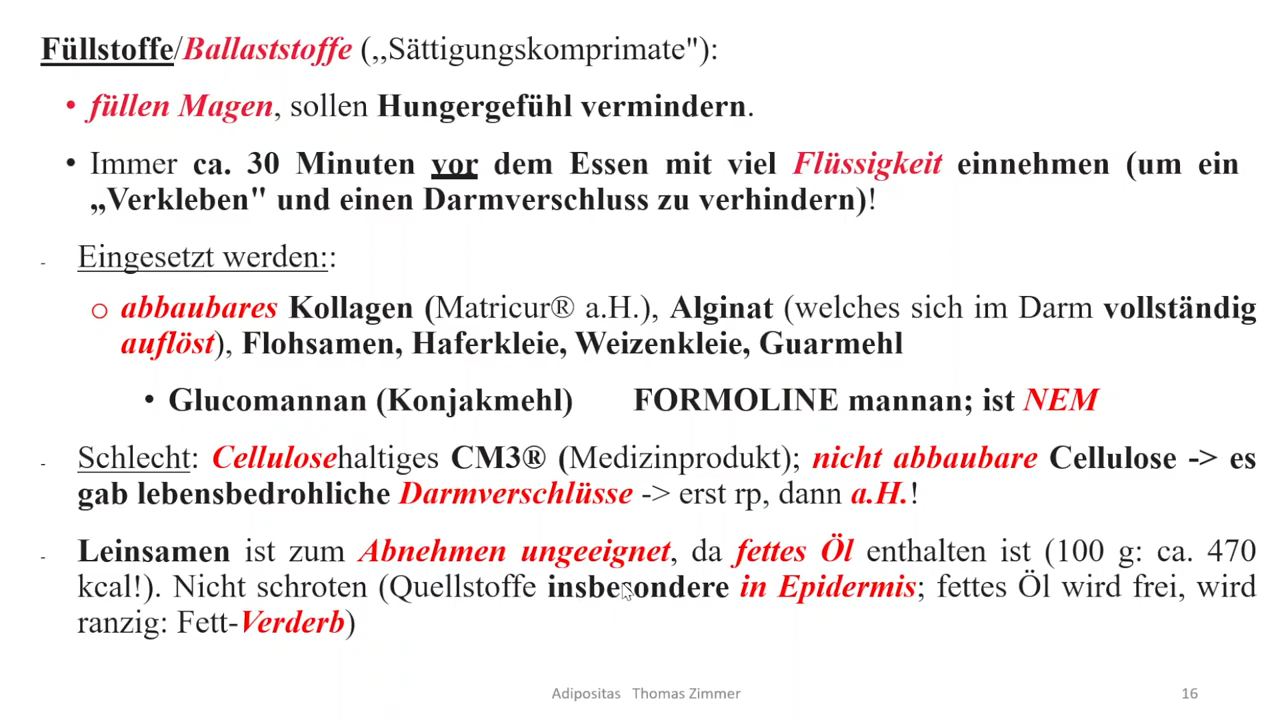 Füllstoffe/Ballaststoffe (,,Sättigungskomprimate"):
• füllen Magen, sollen Hungergefühl vermindern.
• Immer ca. 30 Minuten vor dem Essen mit viel Flüssigkeit einnehmen (um ein
„Verkleben" und einen Darmverschluss zu verhindern)!
- Eingesetzt werden::
o abbaubares Kollagen (Matricur® a.H.), Alginat (welches sich im Darm vollständig
auflöst), Flohsamen, Haferkleie, Weizenkleie, Guarmehl
• Glucomannan (Konjakmehl) FORMOLINE mannan; ist NEM
- Schlecht: Cellulosehaltiges CM3® (Medizinprodukt); nicht abbaubare Cellulose -> es
gab lebensbedrohliche Darmverschlüsse -> erst rp, dann a.H.!
- Leinsamen ist zum Abnehmen ungeeignet, da fettes Öl enthalten ist (100 g: ca. 470
kcal!). Nicht schroten (Quellstoffe insbesondere in Epidermis; fettes Öl wird frei, wird
ranzig: Fett-Verderb)
Adipositas Thomas Zimmer 16